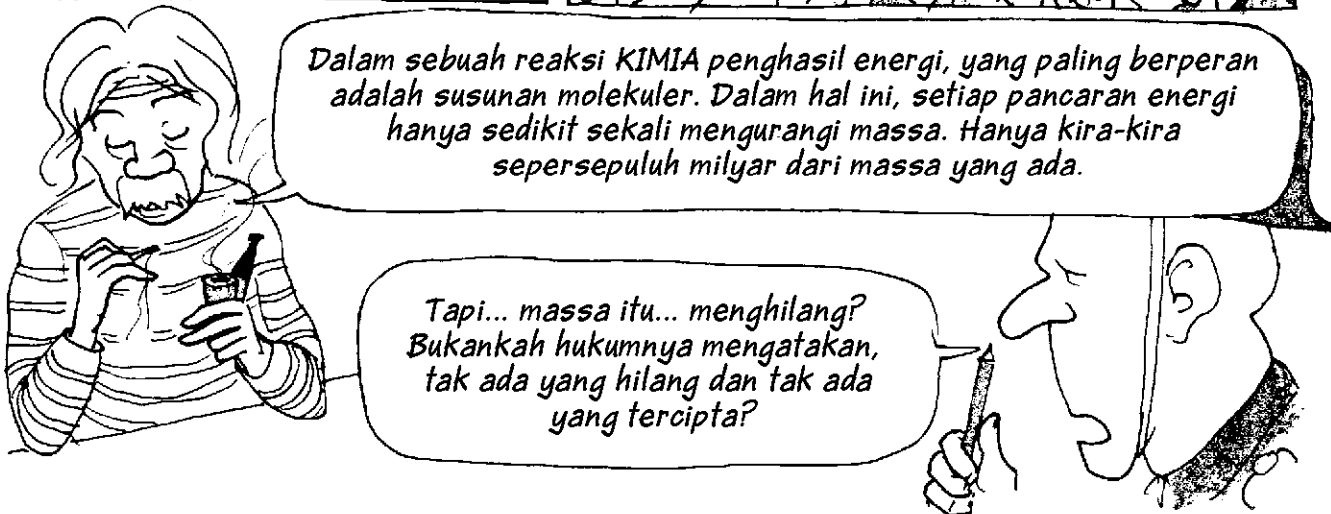 Dalam sebuah reaksi KIMIA penghasil energi, yang paling berperan
adalah susunan molekuler. Dalam hal ini, setiap pancaran energi
hanya sedikit sekali mengurangi massa. Hanya kira-kira
sepersepuluh milyar dari massa yang ada.
Tapi... massa itu... menghilang?
Bukankah hukumnya mengatakan,
tak ada yang hilang dan tak ada
yang tercipta?